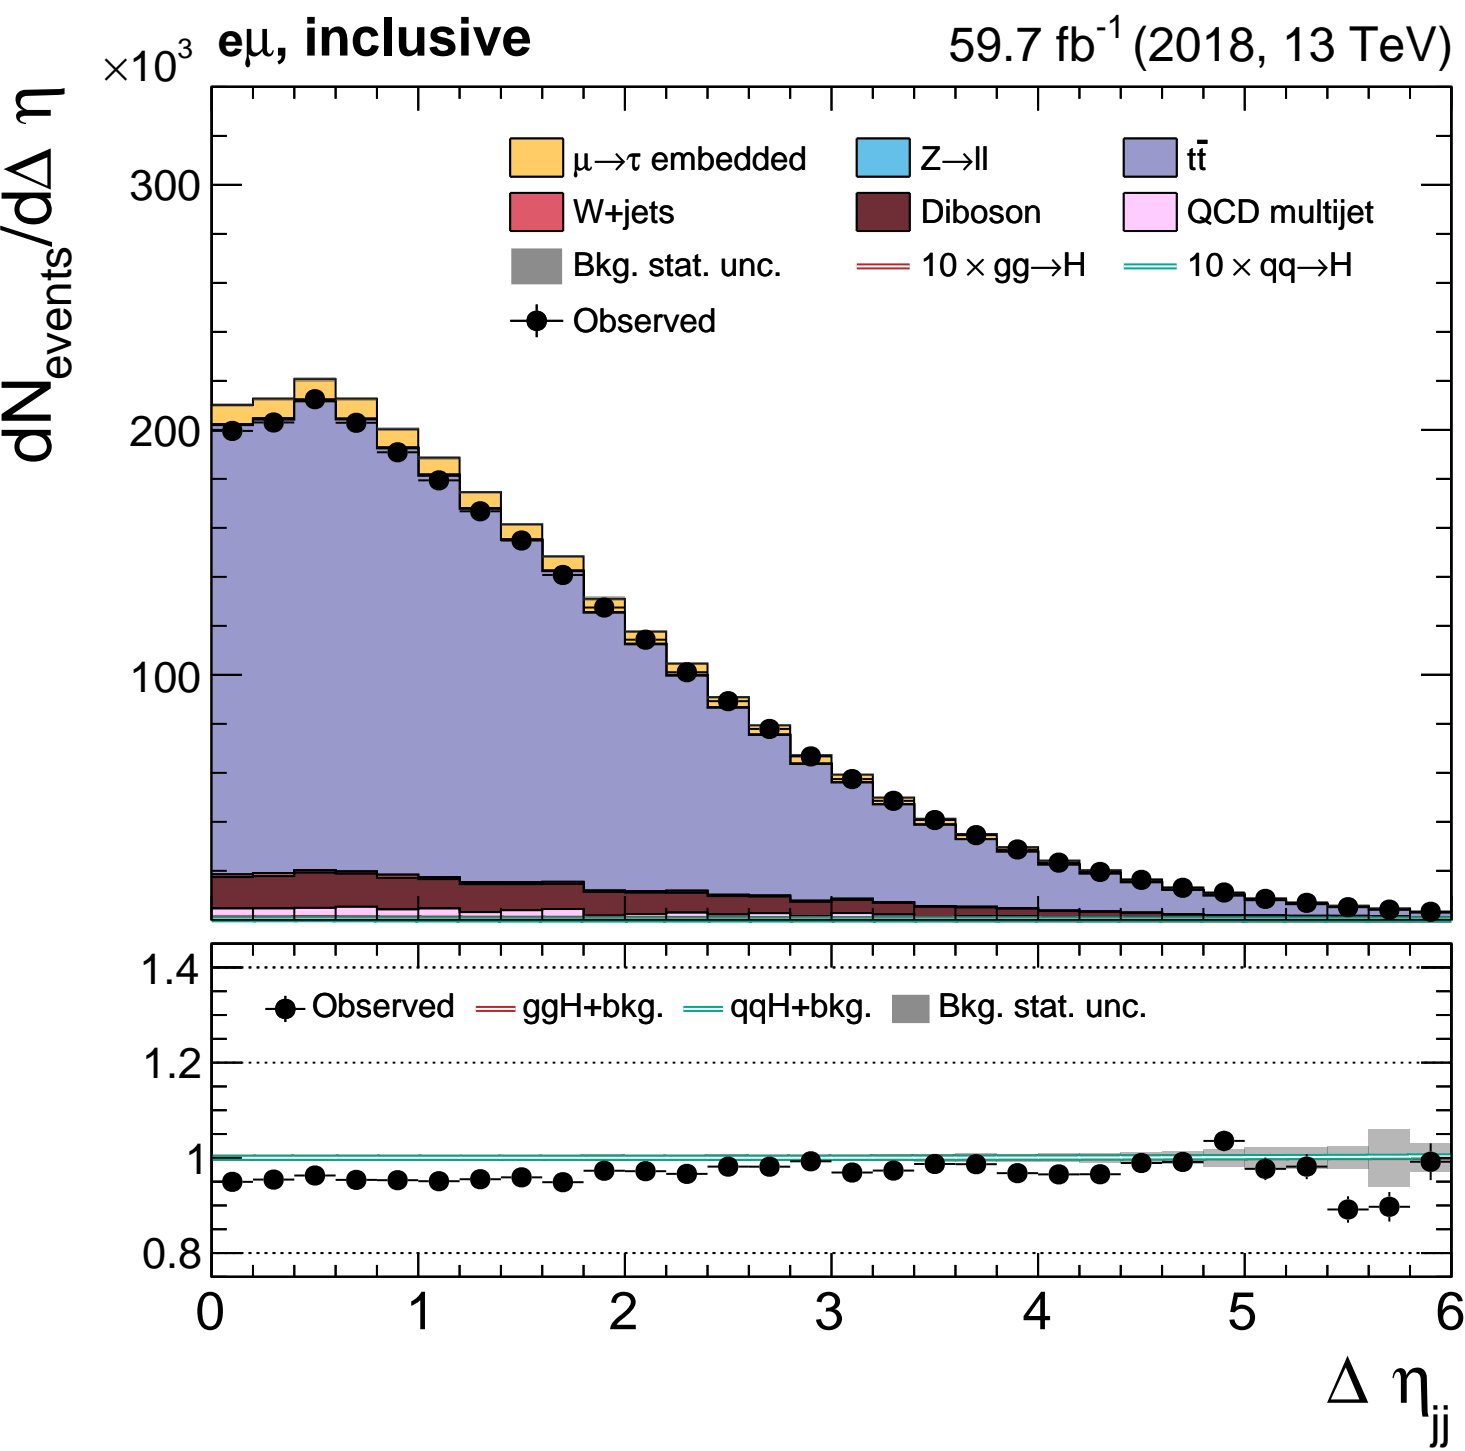 ×10³ eμ, inclusive 59.7 fb⁻¹ (2018, 13 TeV)
dN_events/dΔ η
μ→τ embedded Z→ll tt̄
W+jets Diboson QCD multijet
Bkg. stat. unc. 10 × gg→H 10 × qq→H
Observed
300
200
100
1.4
Observed ggH+bkg. qqH+bkg. Bkg. stat. unc.
1.2
1
0.8
0 1 2 3 4 5 6
Δ η_jj